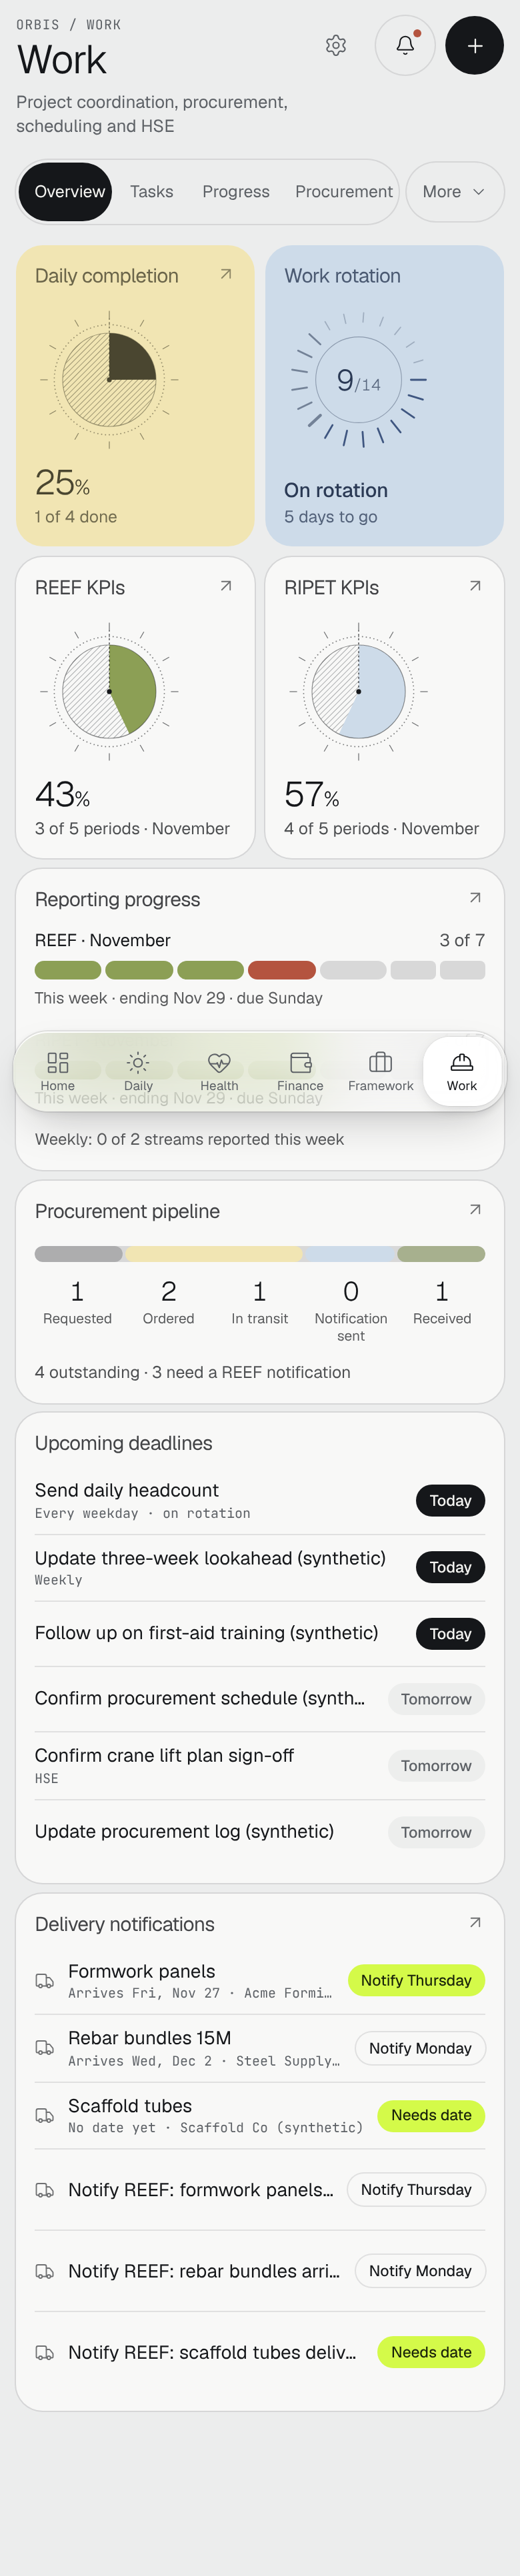 ORBIS / WORK
Work
Project coordination, procurement,
scheduling and HSE
Overview Tasks Progress Procurement More
Daily completion
25%
1 of 4 done
Work rotation
9/14
On rotation
5 days to go
REEF KPIs
43%
3 of 5 periods · November
RIPET KPIs
57%
4 of 5 periods · November
Reporting progress
REEF · November 3 of 7
This week · ending Nov 29 · due Sunday
Home Daily Health Finance Framework Work
This week · ending Nov 29 · due Sunday
Weekly: 0 of 2 streams reported this week
Procurement pipeline
1 2 1 0 1
Requested Ordered In transit Notification Received
sent
4 outstanding · 3 need a REEF notification
Upcoming deadlines
Send daily headcount Today
Every weekday · on rotation
Update three-week lookahead (synthetic) Today
Weekly
Follow up on first-aid training (synthetic) Today
Confirm procurement schedule (synth... Tomorrow
Confirm crane lift plan sign-off Tomorrow
HSE
Update procurement log (synthetic) Tomorrow
Delivery notifications
Formwork panels Notify Thursday
Arrives Fri, Nov 27 · Acme Formi...
Rebar bundles 15M Notify Monday
Arrives Wed, Dec 2 · Steel Supply...
Scaffold tubes Needs date
No date yet · Scaffold Co (synthetic)
Notify REEF: formwork panels... Notify Thursday
Notify REEF: rebar bundles arri... Notify Monday
Notify REEF: scaffold tubes deliv... Needs date